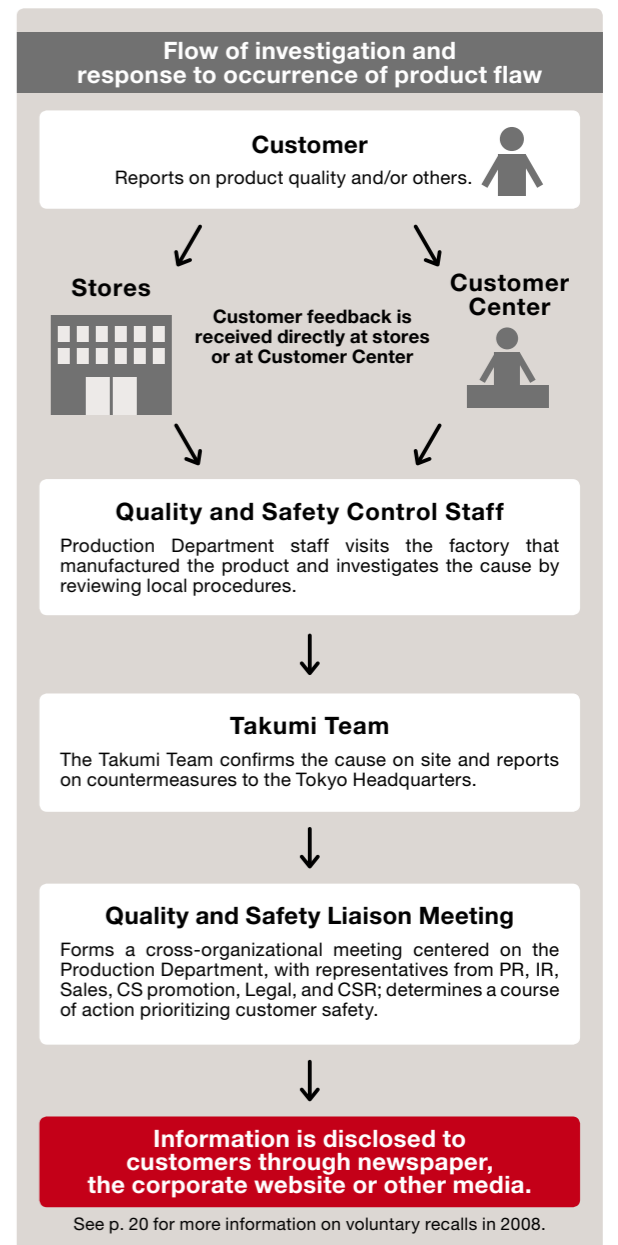 Flow of investigation and
response to occurrence of product flaw
Customer
Reports on product quality and/or others.
Stores
Customer
Center
Customer feedback is
received directly at stores
or at Customer Center
Quality and Safety Control Staff
Production Department staff visits the factory that
manufactured the product and investigates the cause by
reviewing local procedures.
Takumi Team
The Takumi Team confirms the cause on site and reports
on countermeasures to the Tokyo Headquarters.
Quality and Safety Liaison Meeting
Forms a cross-organizational meeting centered on the
Production Department, with representatives from PR, IR,
Sales, CS promotion, Legal, and CSR; determines a course
of action prioritizing customer safety.
Information is disclosed to
customers through newspaper,
the corporate website or other media.
See p. 20 for more information on voluntary recalls in 2008.